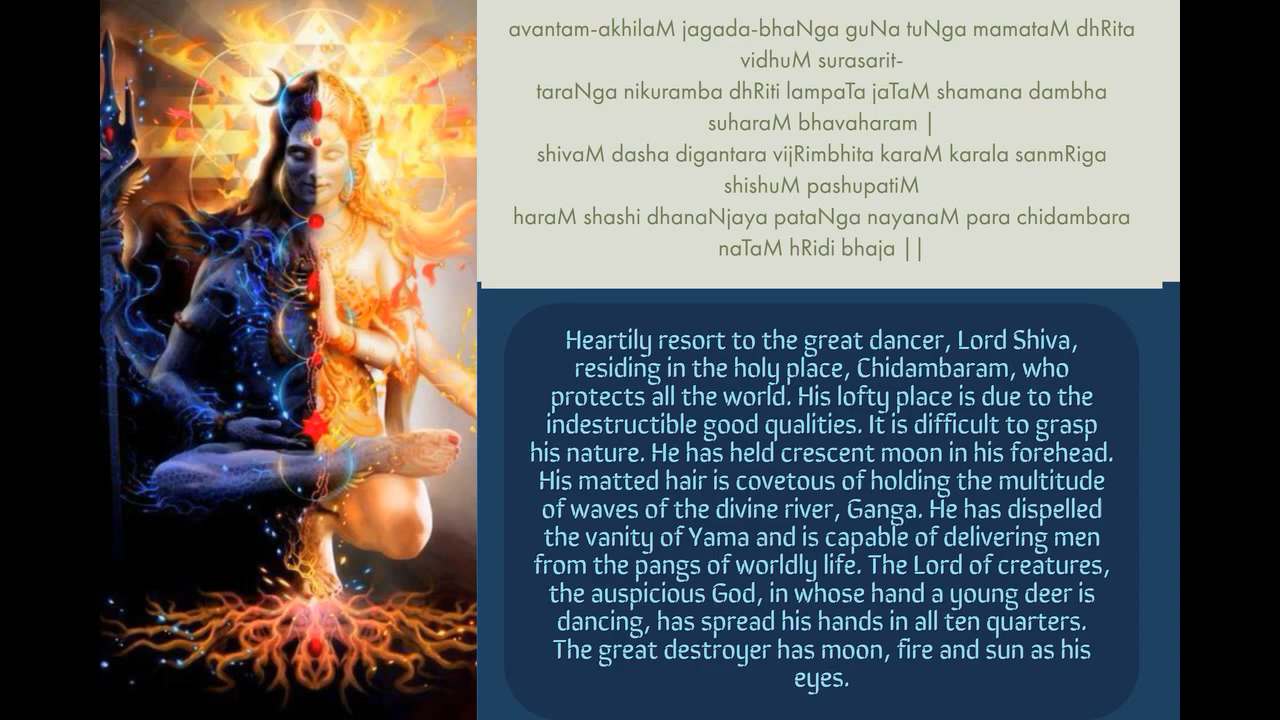 avantam-akhilaM jagada-bhaNga guNa tuNga mamataM dhRita
vidhuM surasarit-
taraNga nikuramba dhRiti lampaTa jaTaM shamana dambha
suharaM bhavaharam |
shivaM dasha digantara vijRimbhita karaM karala sanmRiga
shishuM pashupatiM
haraM shashi dhanaNjaya pataNga nayanaM para chidambara
naTaM hRidi bhaja ||
Heartily resort to the great dancer, Lord Shiva,
residing in the holy place, Chidambaram, who
protects all the world. His lofty place is due to the
indestructible good qualities. It is difficult to grasp
his nature. He has held crescent moon in his forehead.
His matted hair is covetous of holding the multitude
of waves of the divine river, Ganga. He has dispelled
the vanity of Yama and is capable of delivering men
from the pangs of worldly life. The Lord of creatures,
the auspicious God, in whose hand a young deer is
dancing, has spread his hands in all ten quarters.
The great destroyer has moon, fire and sun as his
eyes.